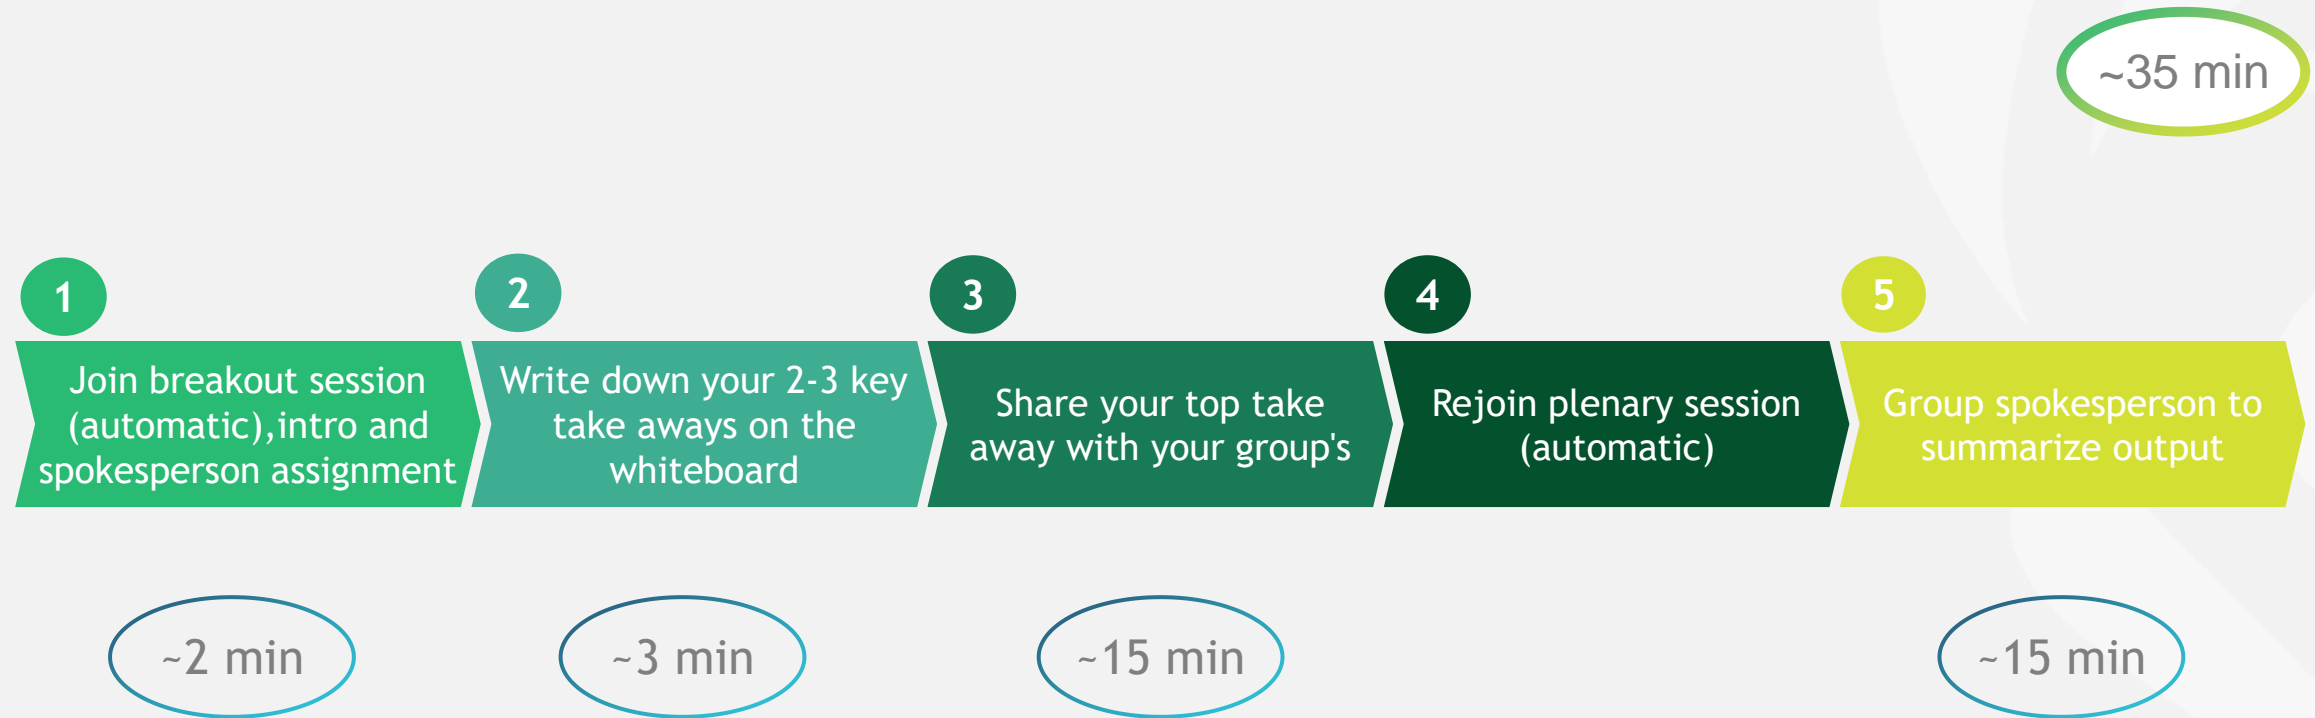 ~35 min
1
2
3
4
5
Join breakout session
(automatic),intro and
spokesperson assignment
Write down your 2-3 key
take aways on the
whiteboard
Share your top take
away with your group's
Rejoin plenary session
(automatic)
Group spokesperson to
summarize output
~2 min
~3 min
~15 min
~15 min